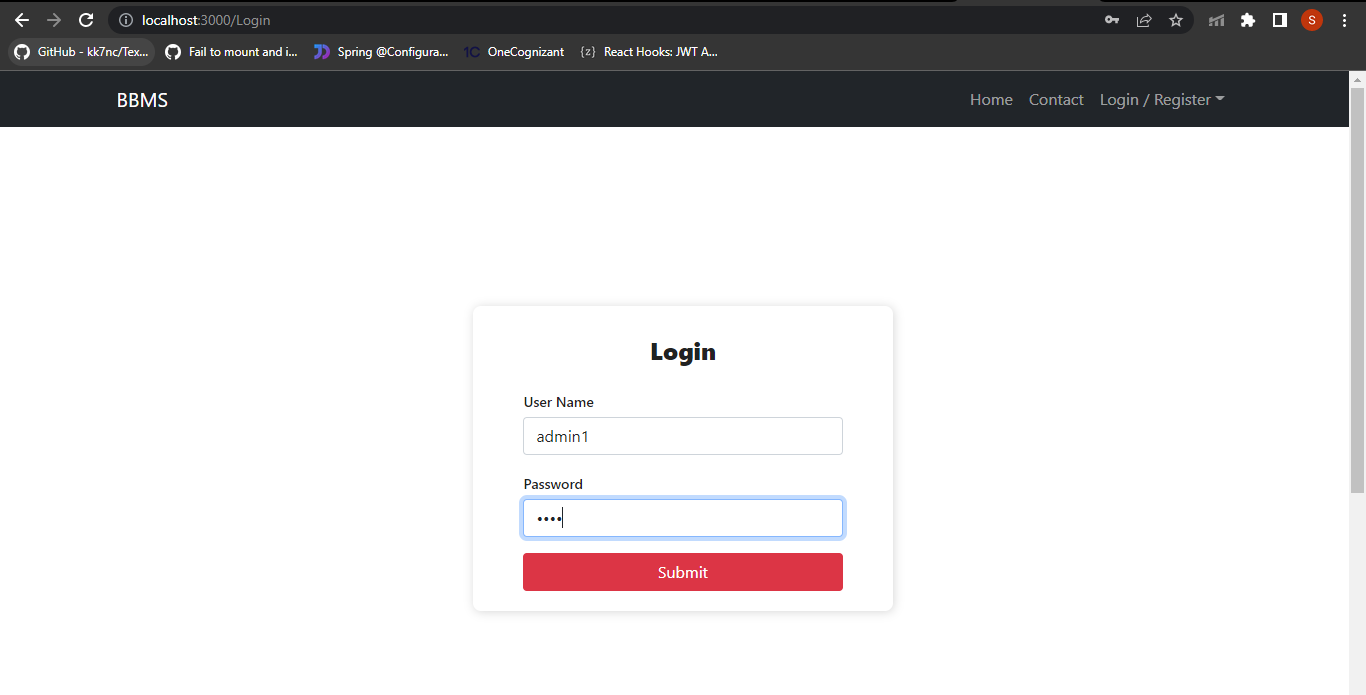 localhost:3000/Login
GitHub - kk7nc/Tex... Fail to mount and i... Spring @Configura... 1C OneCognizant {z} React Hooks: JWT A...
S
BBMS Home Contact Login / Register
Login
User Name
admin1
Password
••••
Submit